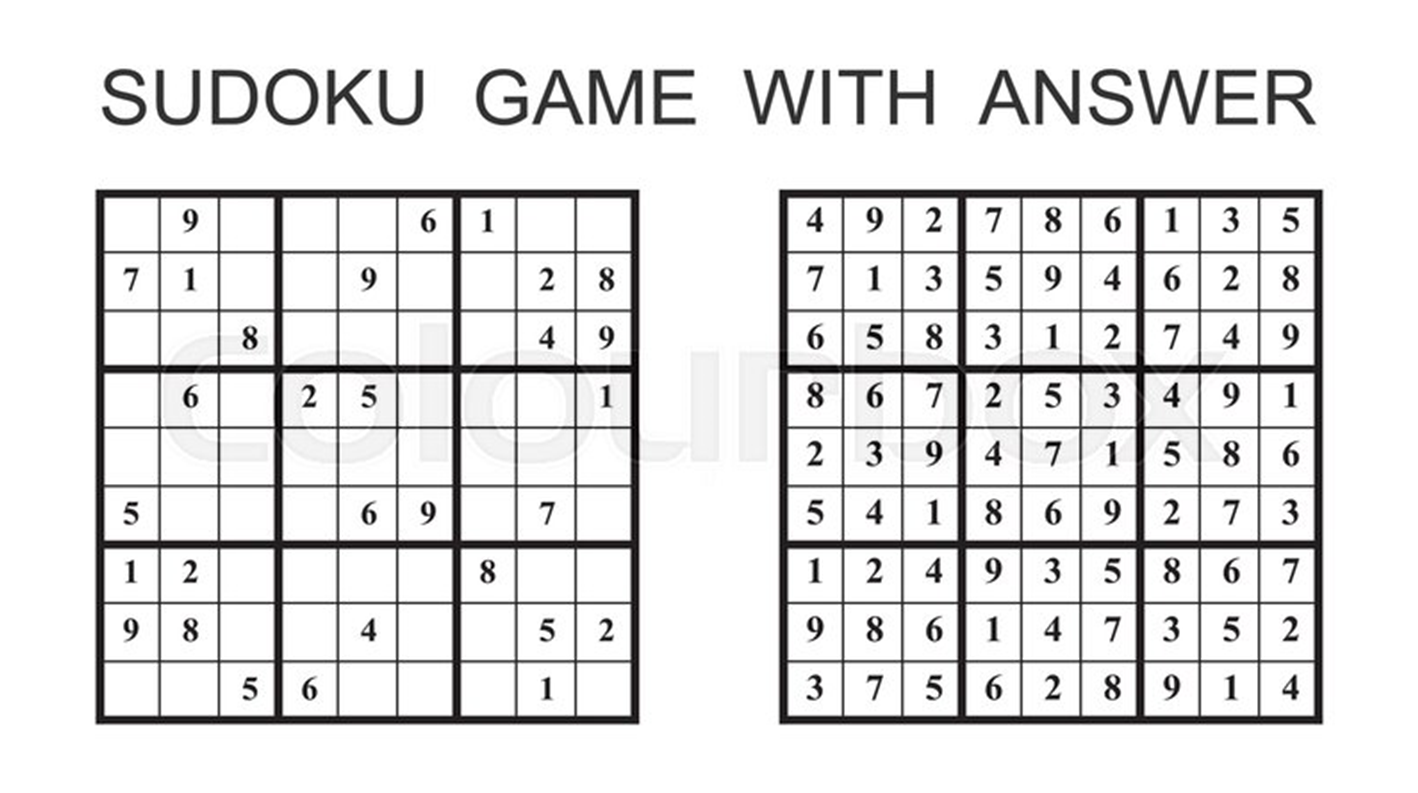 SUDOKU GAME WITH ANSWER
9 6 1
7 1 9 2 8
8 4 9
6 2 5 1
5 6 9 7
1 2 8
9 8 4 5 2
5 6 1
4 9 2 7 8 6 1 3 5
7 1 3 5 9 4 6 2 8
6 5 8 3 1 2 7 4 9
8 6 7 2 5 3 4 9 1
2 3 9 4 7 1 5 8 6
5 4 1 8 6 9 2 7 3
1 2 4 9 3 5 8 6 7
9 8 6 1 4 7 3 5 2
3 7 5 6 2 8 9 1 4
colourbox